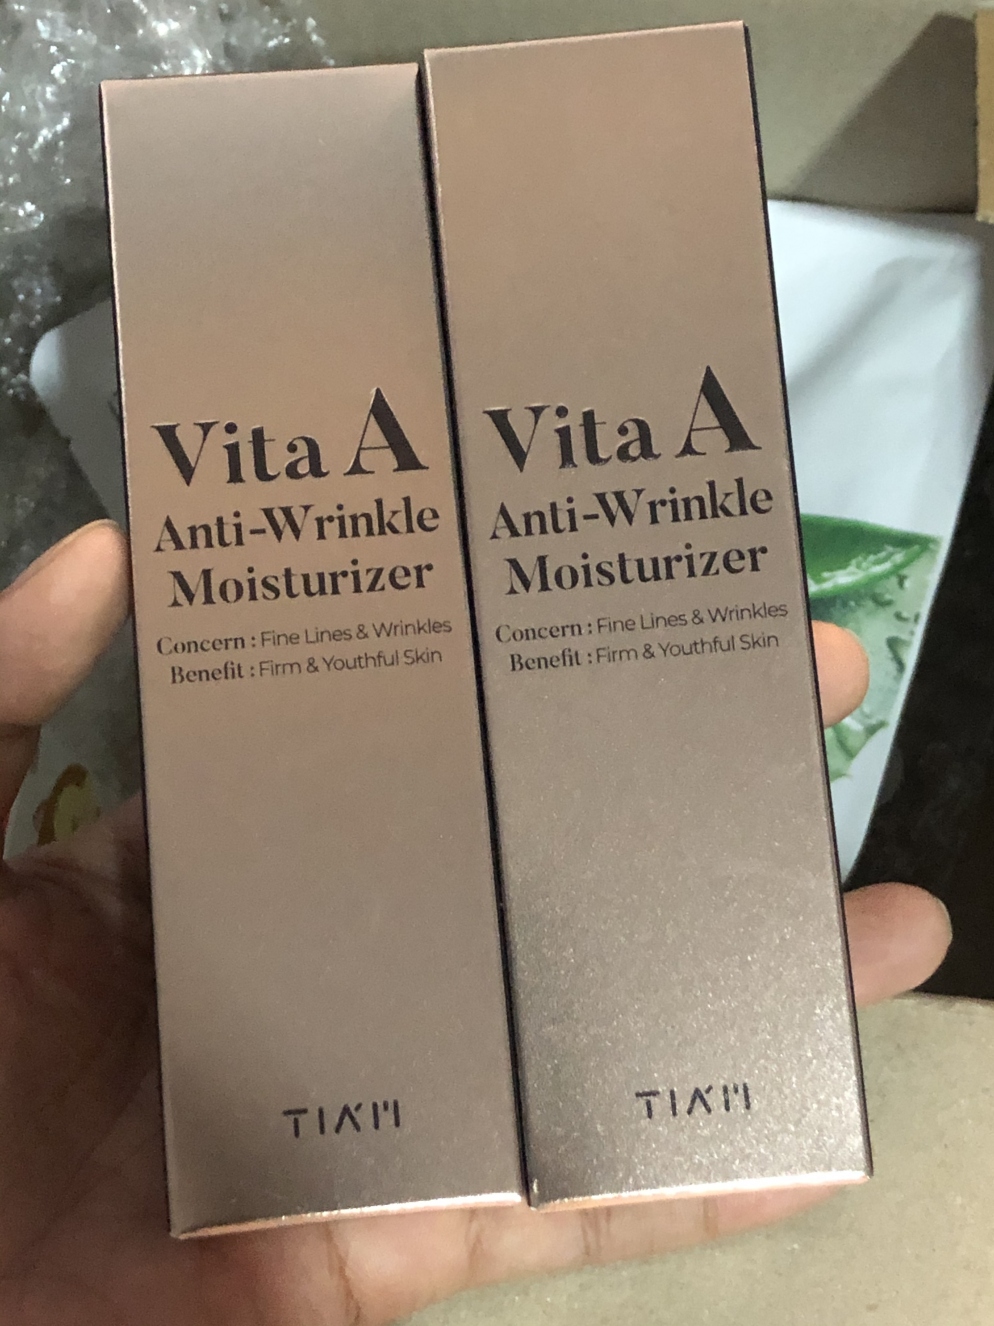 Vita A
Anti-Wrinkle
Moisturizer
Concern : Fine Lines & Wrinkles
Benefit : Firm & Youthful Skin
TIA'M
Vita A
Anti-Wrinkle
Moisturizer
Concern : Fine Lines & Wrinkles
Benefit : Firm & Youthful Skin
TIA'M